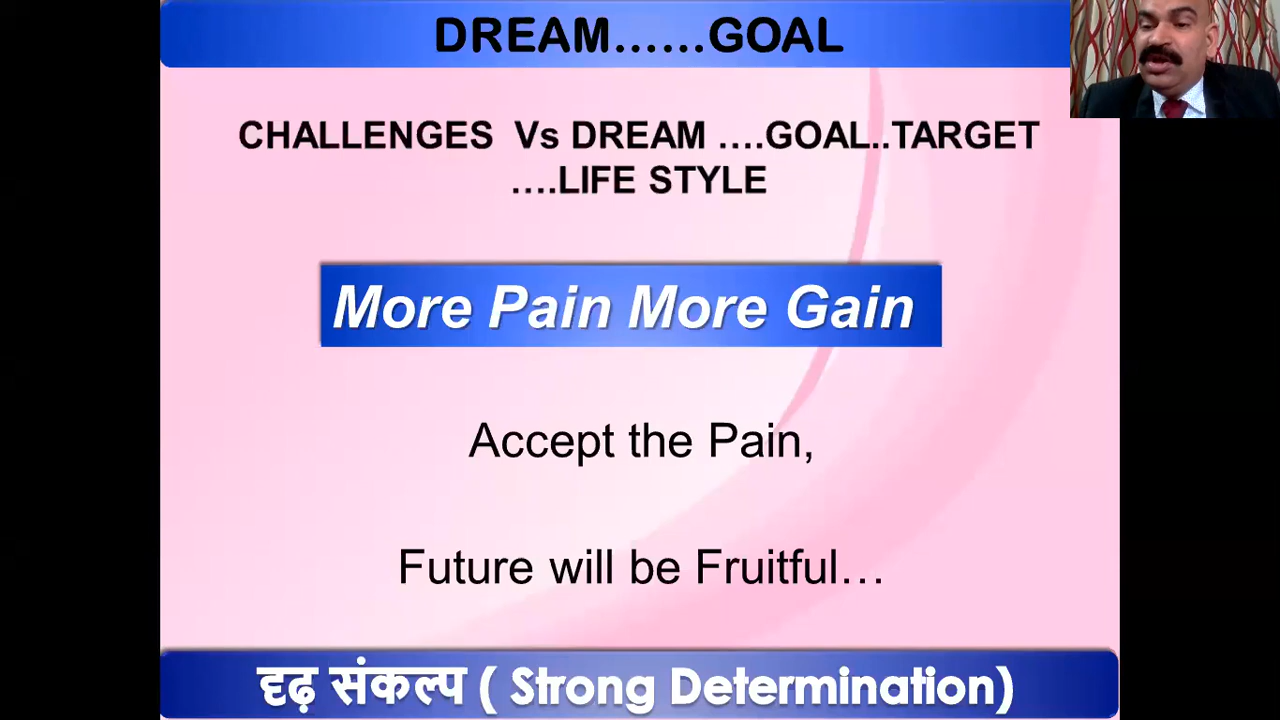 DREAM......GOAL
CHALLENGES Vs DREAM ....GOAL..TARGET
....LIFE STYLE
More Pain More Gain
Accept the Pain,
Future will be Fruitful...
दृढ़ संकल्प ( Strong Determination)